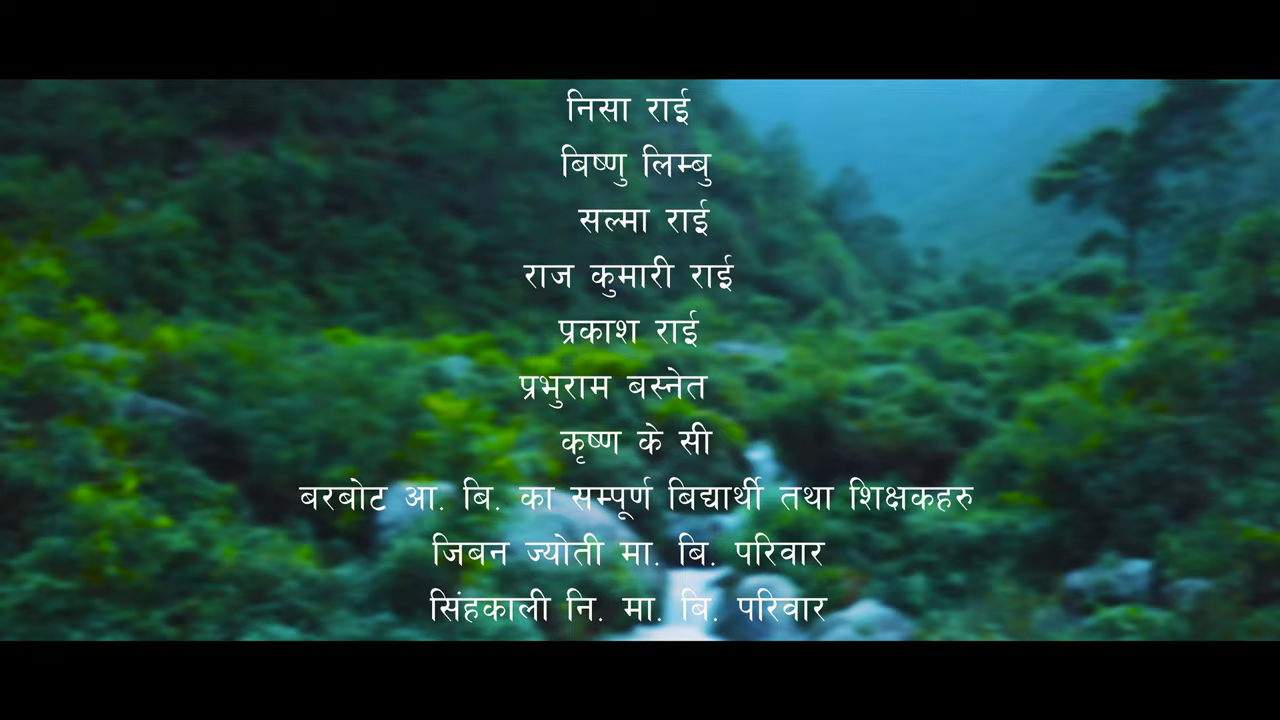 निसा राई
बिष्णु लिम्बु
सल्मा राई
राज कुमारी राई
प्रकाश राई
प्रभुराम बस्नेत
कृष्ण के सी
बरबोट आ. बि. का सम्पूर्ण बिद्यार्थी तथा शिक्षकहरु
जिबन ज्योती मा. बि. परिवार
सिंहकाली नि. मा. बि. परिवार